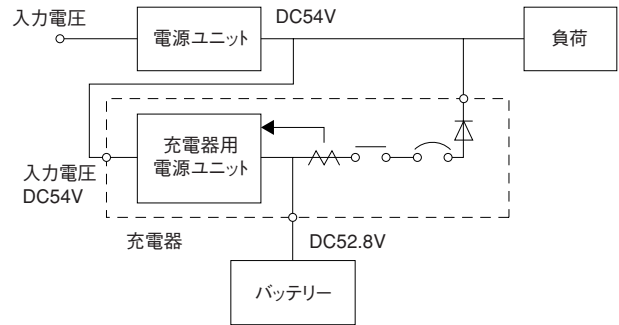 入力電圧
電源ユニット
DC54V
負荷
充電器用
電源ユニット
入力電圧
DC54V
充電器
DC52.8V
バッテリー